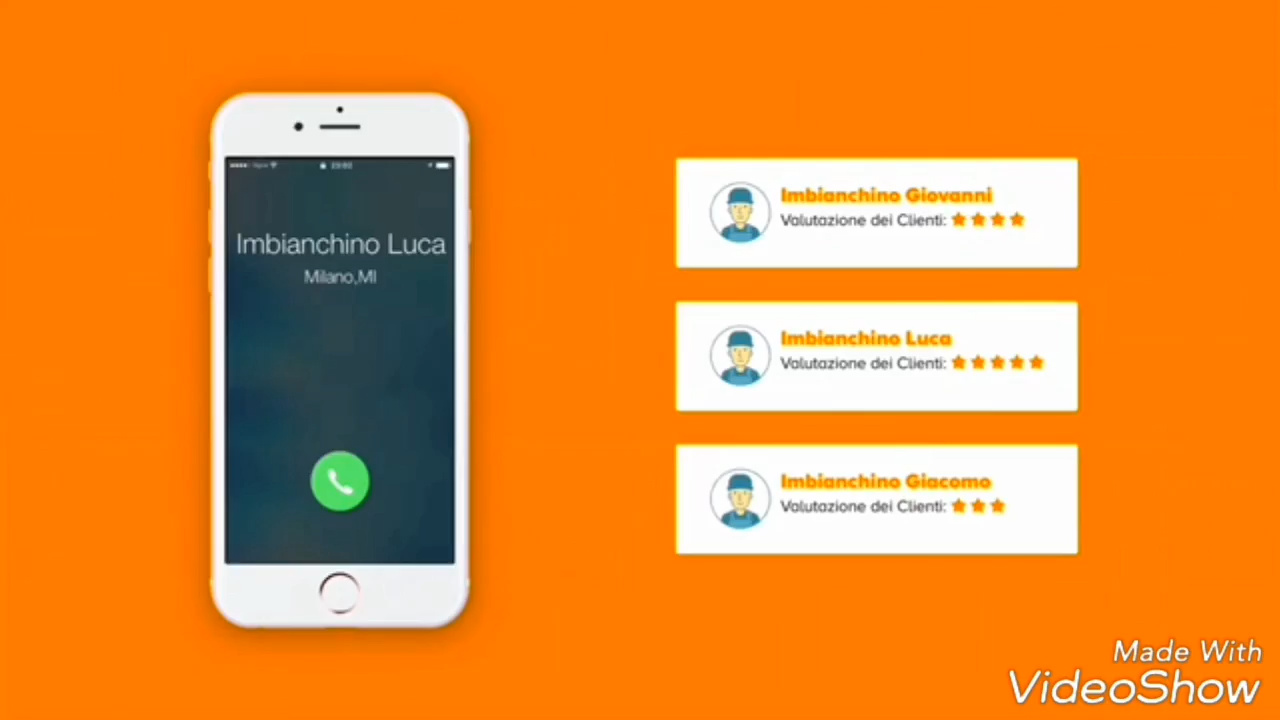 Imbianchino Luca
Milano,MI
Imbianchino Giovanni
Valutazione dei Clienti:
Imbianchino Luca
Valutazione dei Clienti:
Imbianchino Giacomo
Valutazione dei Clienti:
Made With
VideoShow